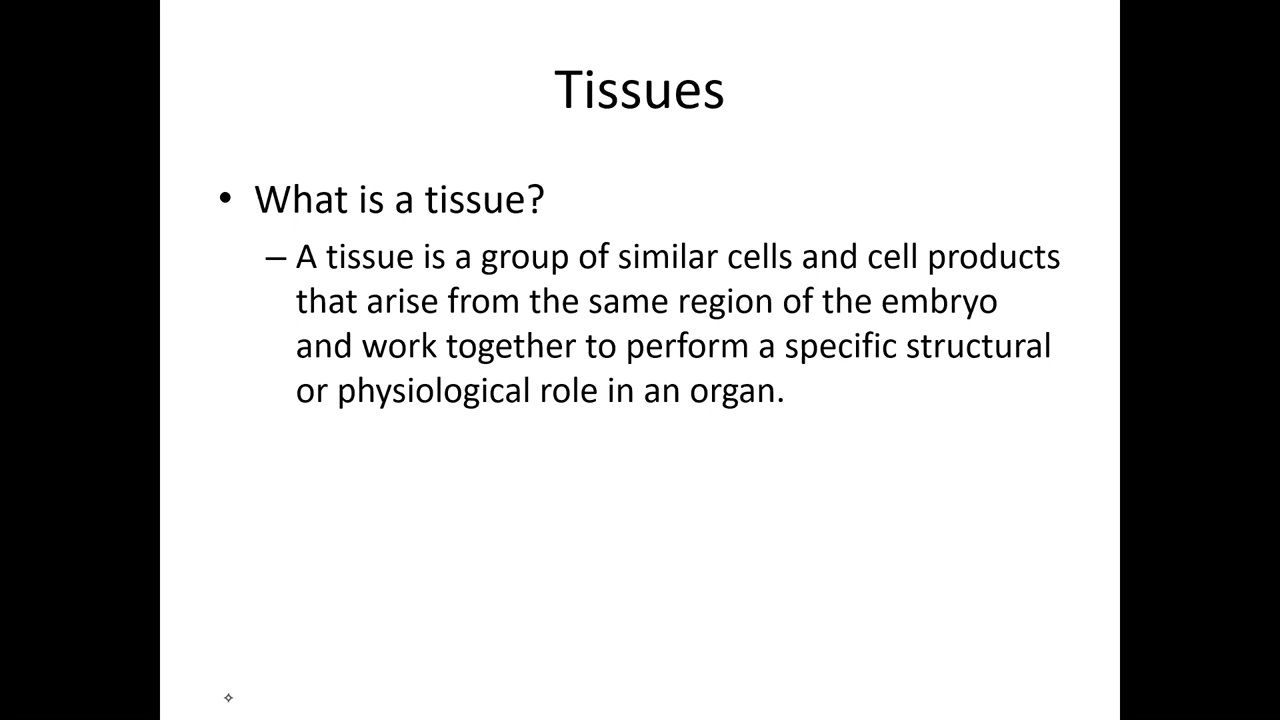 Tissues
• What is a tissue?
– A tissue is a group of similar cells and cell products
that arise from the same region of the embryo
and work together to perform a specific structural
or physiological role in an organ.